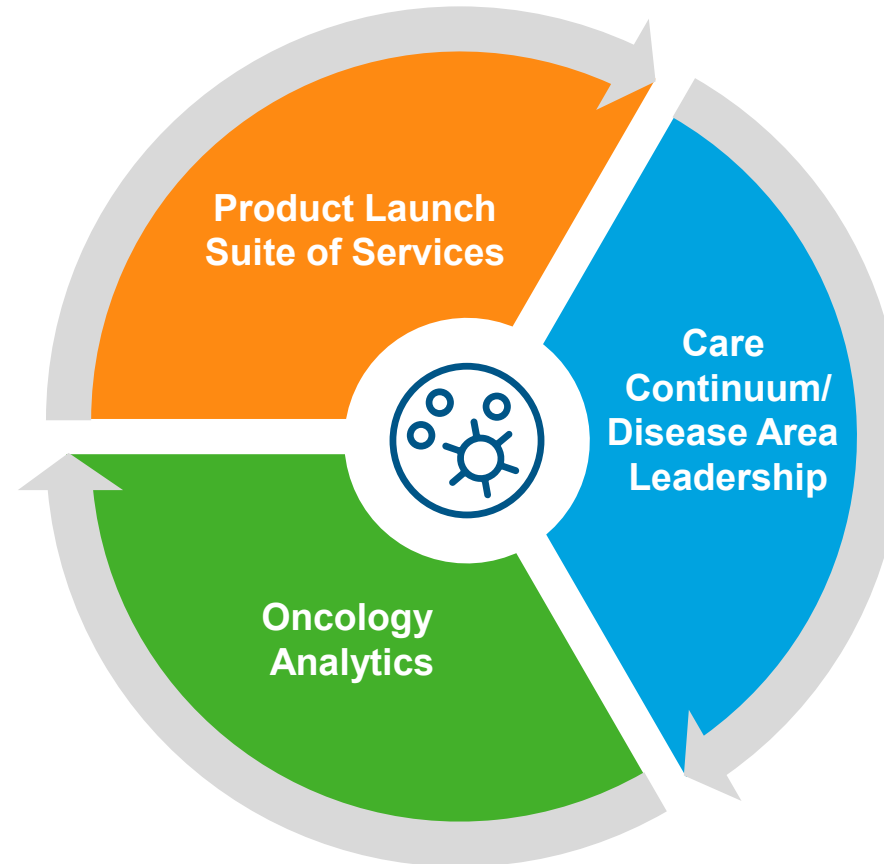 Product Launch
Suite of Services
Care
Continuum/
Disease Area
Leadership
Oncology
Analytics